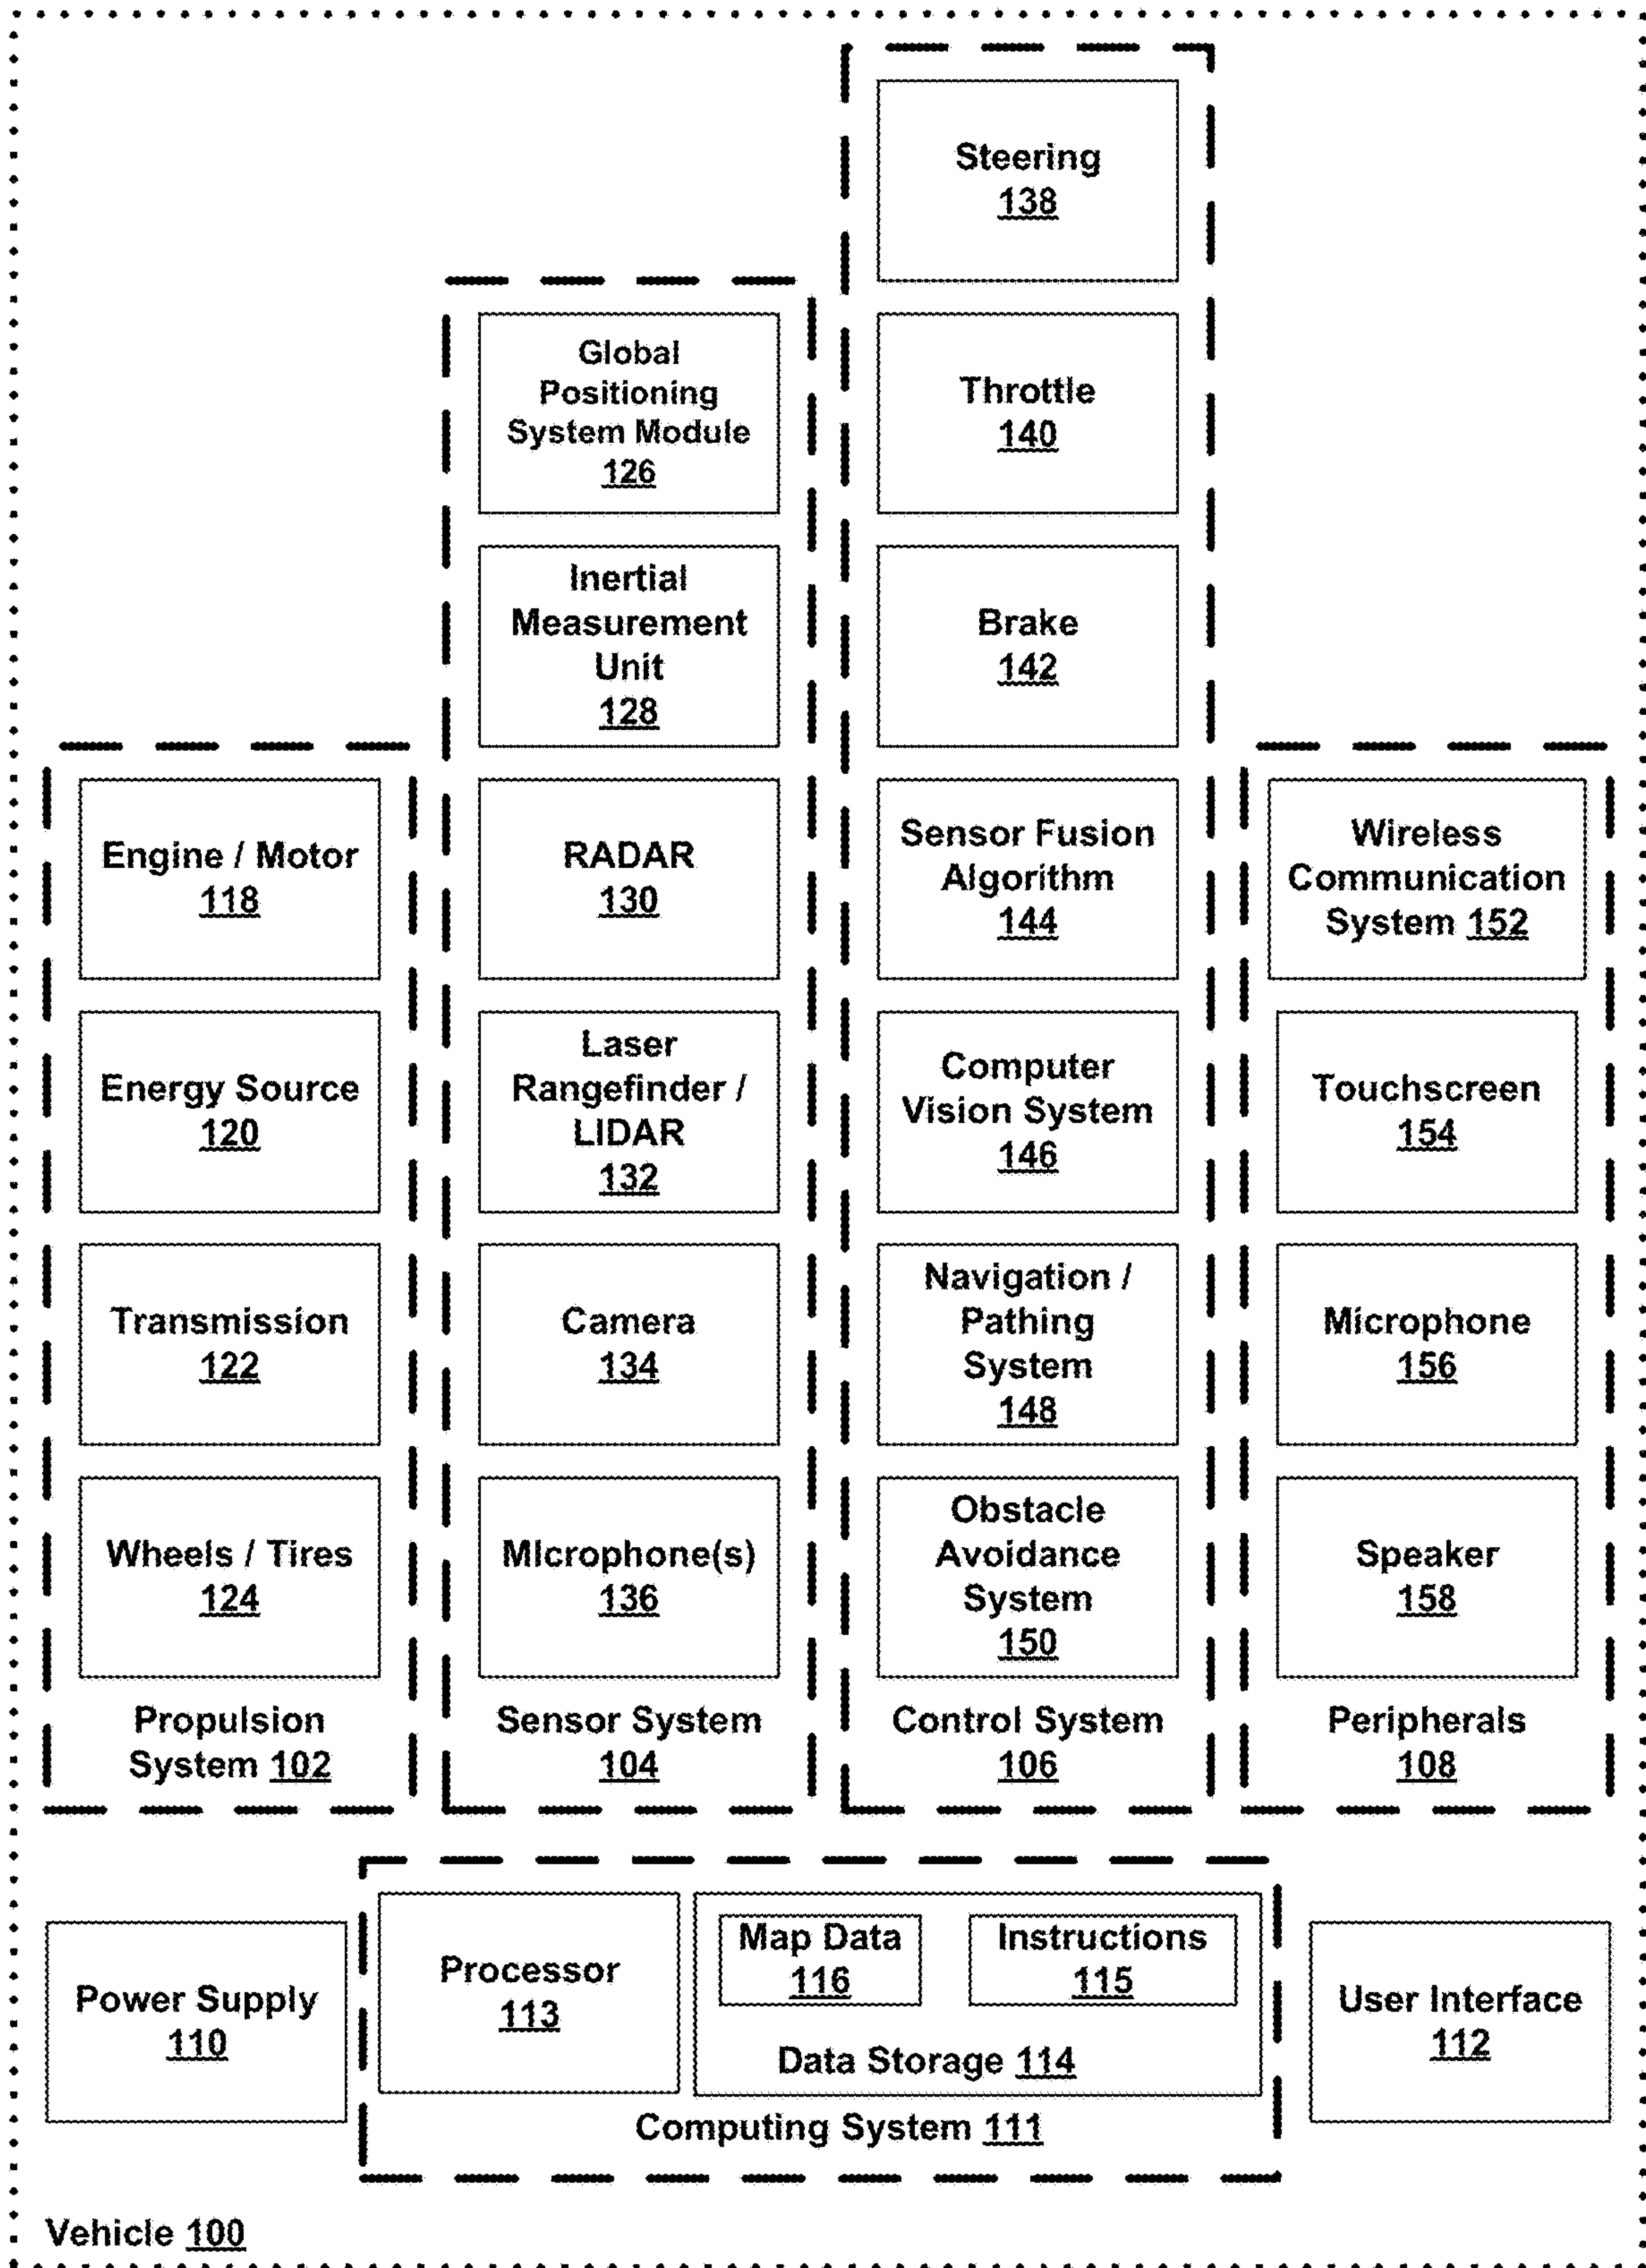 Steering
138
Global
Positioning
System Module
126
Throttle
140
Inertial
Measurement
Unit
128
Brake
142
Engine / Motor
118
RADAR
130
Sensor Fusion
Algorithm
144
Wireless
Communication
System 152
Energy Source
120
Laser
Rangefinder /
LIDAR
132
Computer
Vision System
146
Touchscreen
154
Transmission
122
Camera
134
Navigation /
Pathing
System
148
Microphone
156
Wheels / Tires
124
MIcrophone(s)
136
Obstacle
Avoidance
System
150
Speaker
158
Propulsion
System 102
Sensor System
104
Control System
106
Peripherals
108
Power Supply
110
Processor
113
Map Data
116
Instructions
115
Data Storage 114
Computing System 111
User Interface
112
Vehicle 100